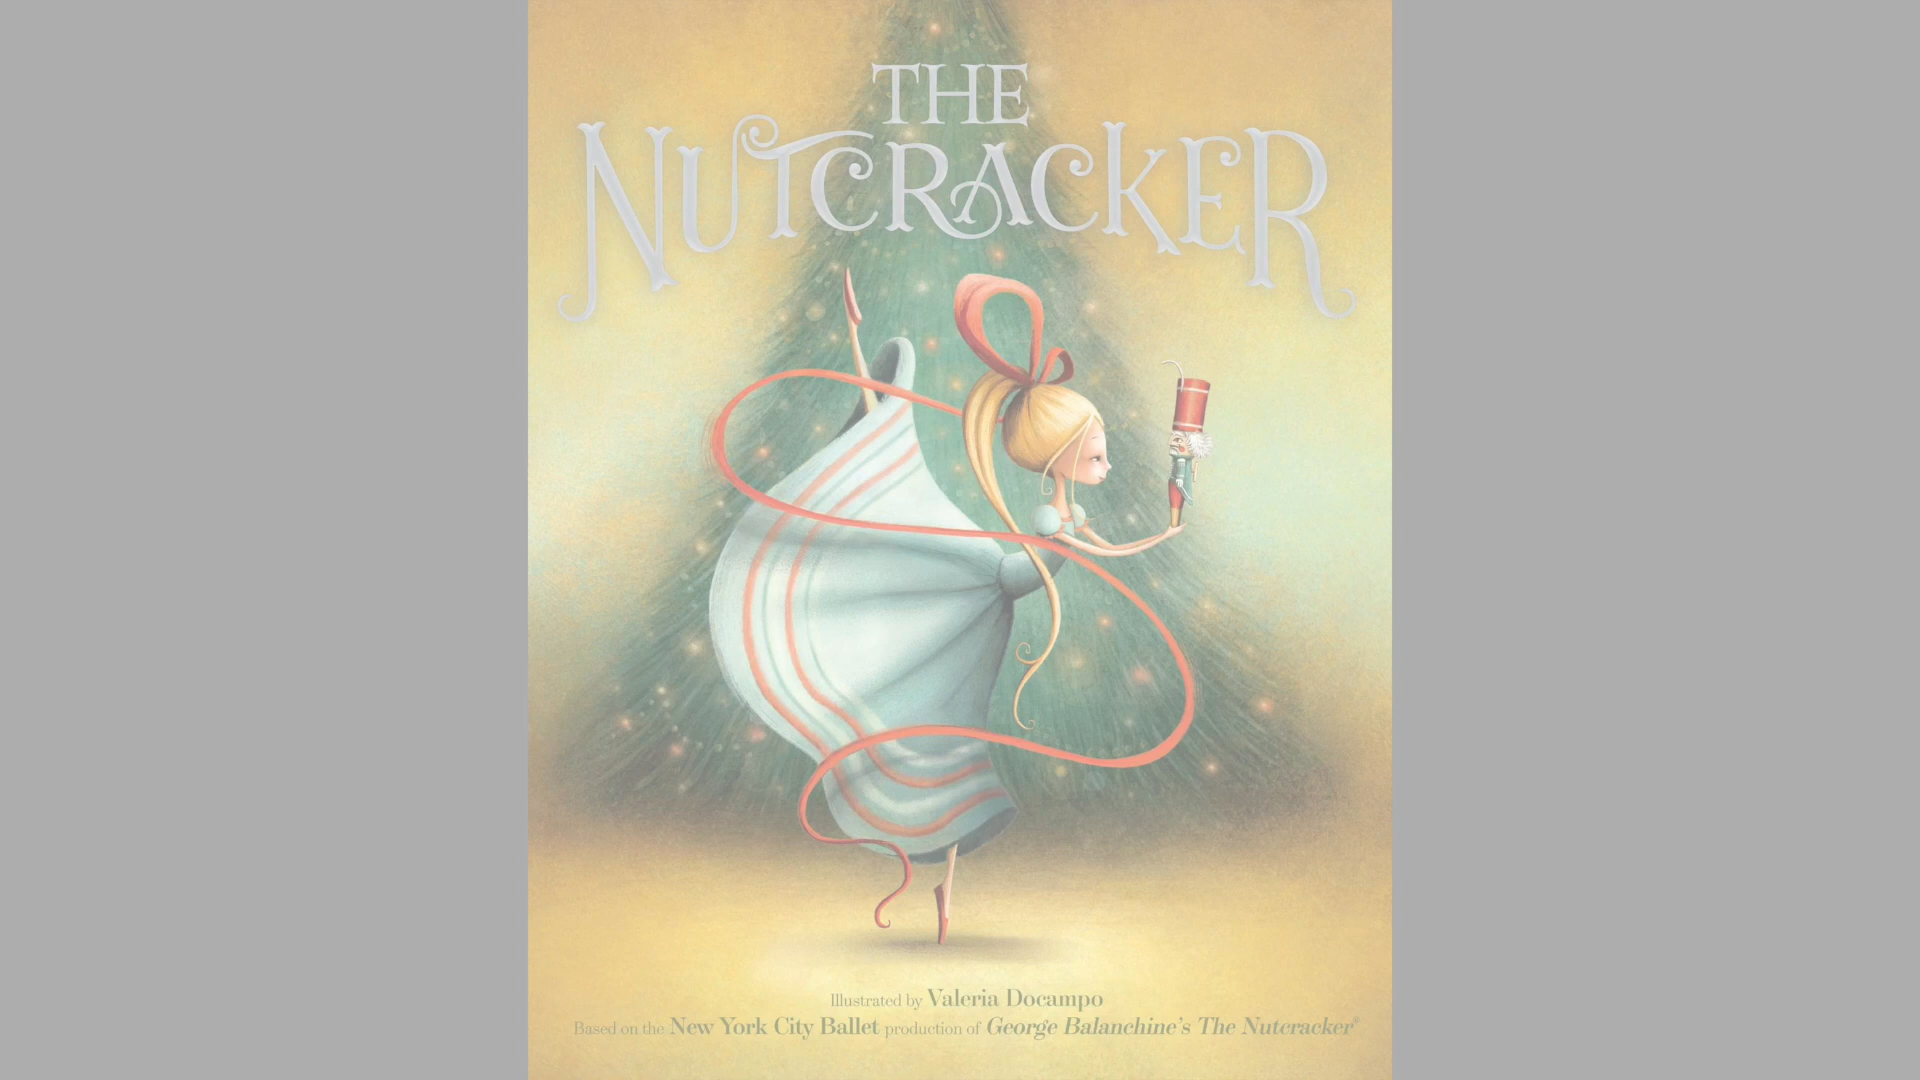 THE
NUTCRACKER
Illustrated by Valeria Docampo
Based on the New York City Ballet production of George Balanchine's The Nutcracker®